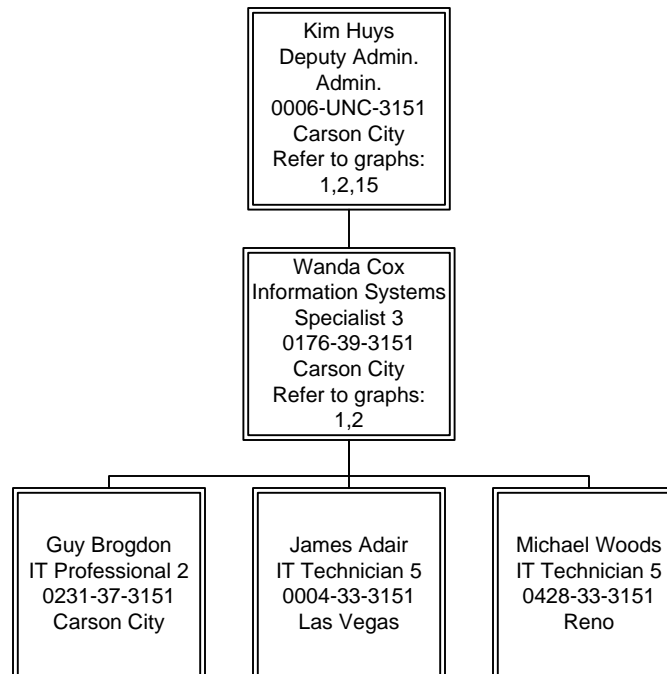 Kim Huys
Deputy Admin.
Admin.
0006-UNC-3151
Carson City
Refer to graphs:
1,2,15
Wanda Cox
Information Systems
Specialist 3
0176-39-3151
Carson City
Refer to graphs:
1,2
Guy Brogdon
IT Professional 2
0231-37-3151
Carson City
James Adair
IT Technician 5
0004-33-3151
Las Vegas
Michael Woods
IT Technician 5
0428-33-3151
Reno